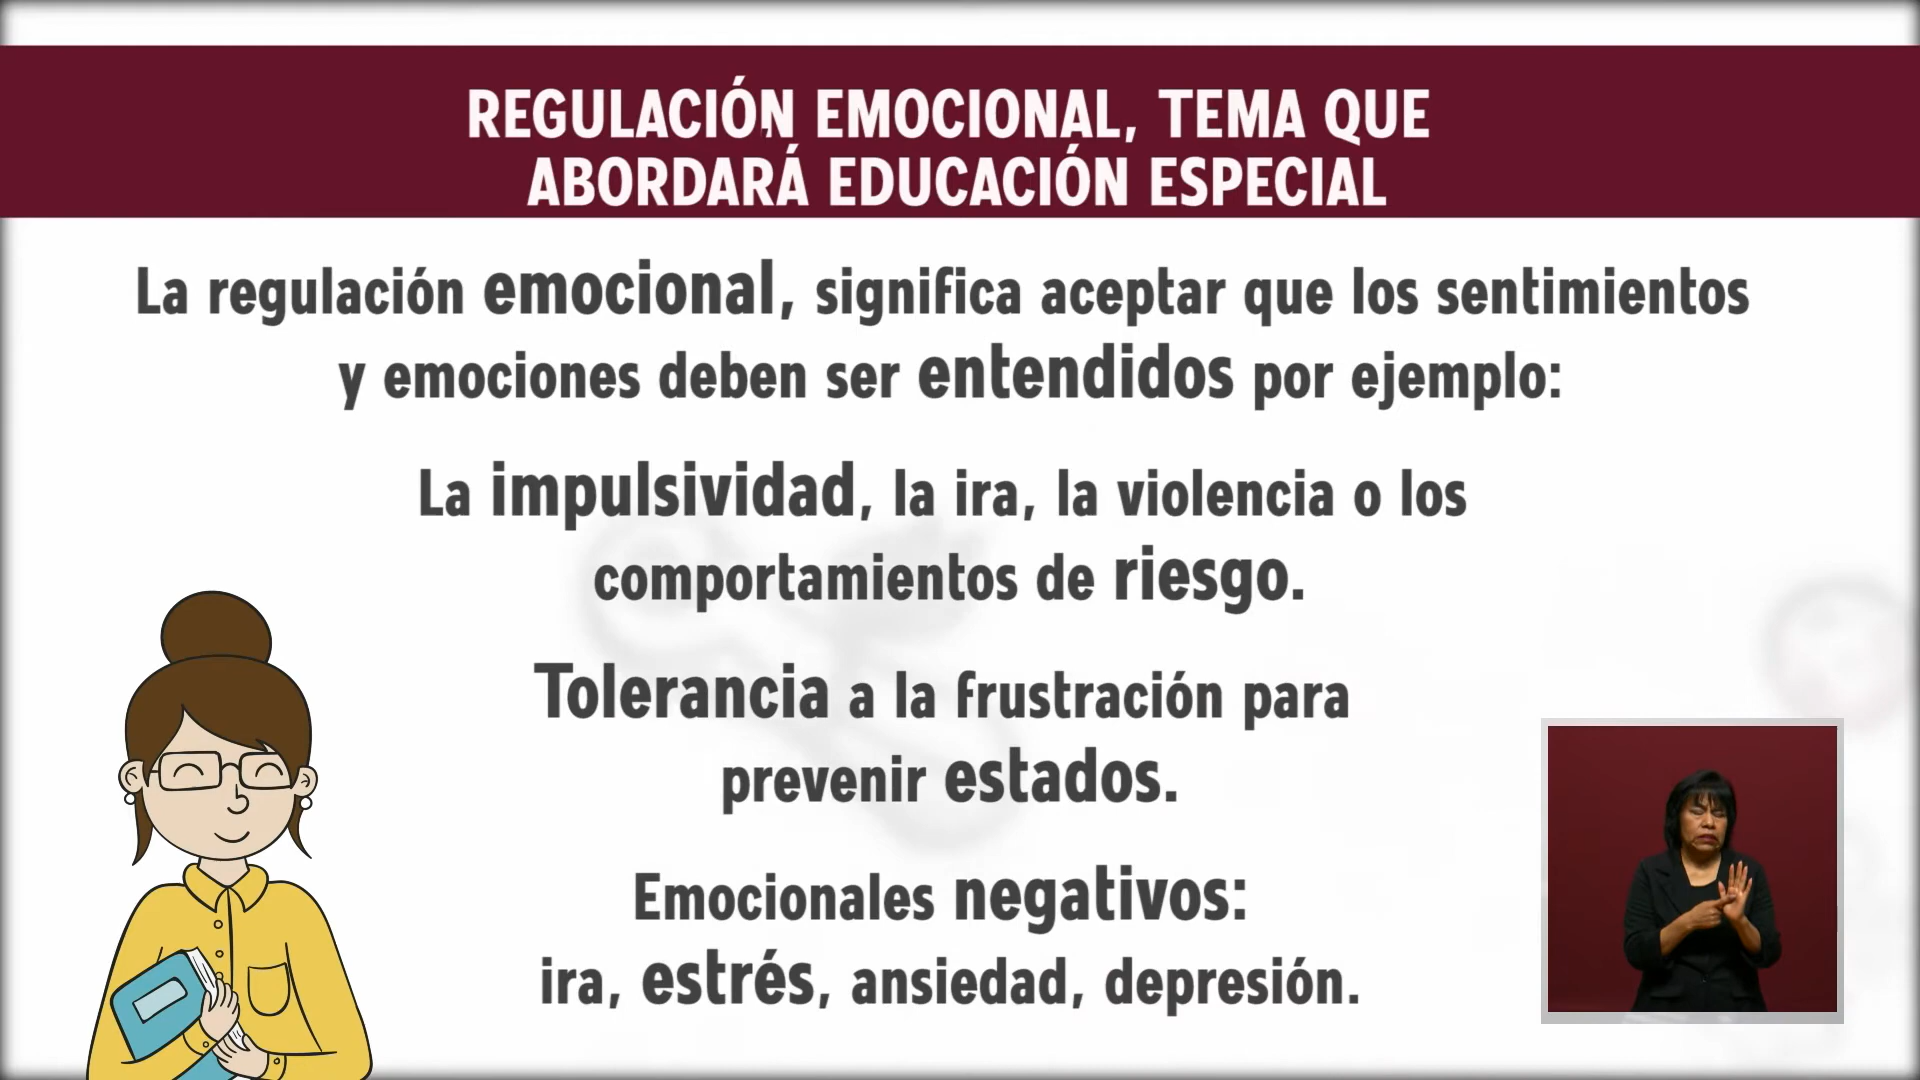 REGULACIÓN EMOCIONAL, TEMA QUE
ABORDARÁ EDUCACIÓN ESPECIAL
La regulación emocional, significa aceptar que los sentimientos
y emociones deben ser entendidos por ejemplo:
La impulsividad, la ira, la violencia o los
comportamientos de riesgo.
Tolerancia a la frustración para
prevenir estados.
Emocionales negativos:
ira, estrés, ansiedad, depresión.